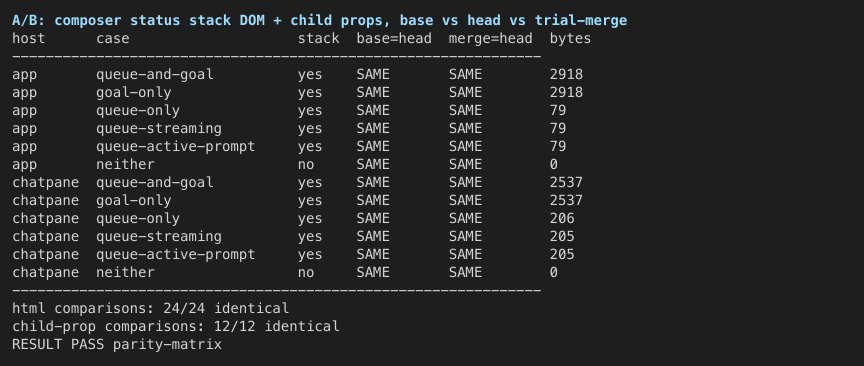 A/B: composer status stack DOM + child props, base vs head vs trial-merge
host      case                    stack  base=head  merge=head  bytes
---------------------------------------------------------------
app       queue-and-goal          yes    SAME       SAME        2918
app       goal-only               yes    SAME       SAME        2918
app       queue-only              yes    SAME       SAME        79
app       queue-streaming         yes    SAME       SAME        79
app       queue-active-prompt     yes    SAME       SAME        79
app       neither                 no     SAME       SAME        0
chatpane  queue-and-goal          yes    SAME       SAME        2537
chatpane  goal-only               yes    SAME       SAME        2537
chatpane  queue-only              yes    SAME       SAME        206
chatpane  queue-streaming         yes    SAME       SAME        205
chatpane  queue-active-prompt     yes    SAME       SAME        205
chatpane  neither                 no     SAME       SAME        0
---------------------------------------------------------------
html comparisons: 24/24 identical
child-prop comparisons: 12/12 identical
RESULT PASS parity-matrix